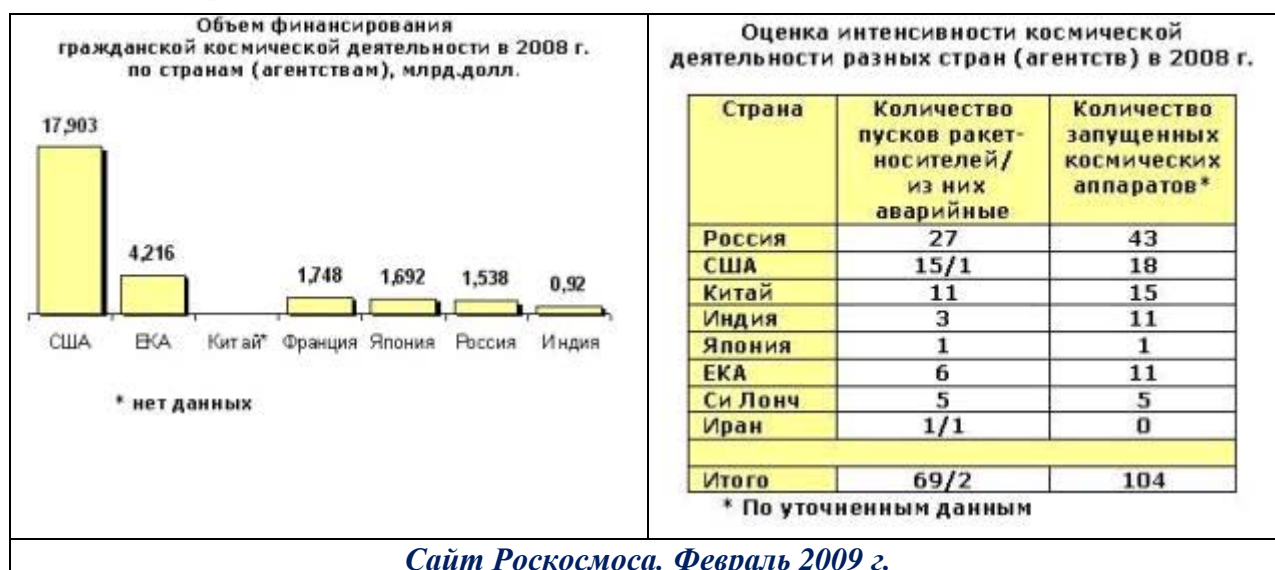 Объем финансирования
гражданской космической деятельности в 2008 г.
по странам (агентствам), млрд.долл.
17,903
4,216
1,748
1,692
1,538
0,92
США ЕКА Китай* Франция Япония Россия Индия
* нет данных
Оценка интенсивности космической
деятельности разных стран (агентств) в 2008 г.
Страна
Количество
пусков ракет-
носителей/
из них
аварийные
Количество
запущенных
космических
аппаратов*
Россия 27 43
США 15/1 18
Китай 11 15
Индия 3 11
Япония 1 1
ЕКА 6 11
Си Лонч 5 5
Иран 1/1 0
Итого 69/2 104
* По уточненным данным
Сайт Роскосмоса. Февраль 2009 г.